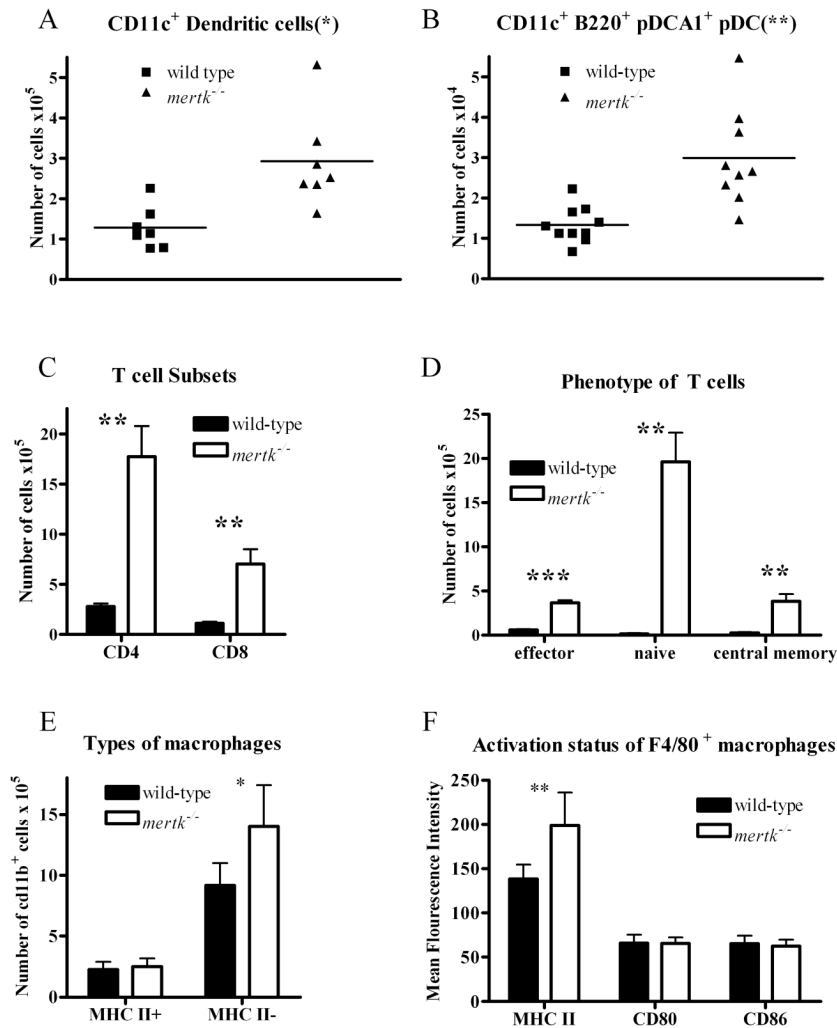 A
CD11c⁺ Dendritic cells(*)
Number of cells x10⁵
5
4
3
2
1
0
wild type
mertk⁻/⁻
B
CD11c⁺ B220⁺ pDCA1⁺ pDC(**)
Number of cells x10⁴
5
4
3
2
1
0
wild-type
mertk⁻/⁻
C
T cell Subsets
Number of cells x10⁵
20
15
10
5
0
**
**
wild-type
mertk⁻/⁻
CD4
CD8
D
Phenotype of T cells
Number of cells x10⁵
25
20
15
10
5
0
wild-type
mertk⁻/⁻
***
**
**
effector
naive
central memory
E
Types of macrophages
Number of cd11b⁺ cells x 10⁵
15
10
5
0
wild-type
mertk⁻/⁻
*
MHC II+
MHC II-
F
Activation status of F4/80 ⁺ macrophages
Mean Flourescence Intensity
250
200
150
100
50
0
**
wild-type
mertk⁻/⁻
MHC II
CD80
CD86